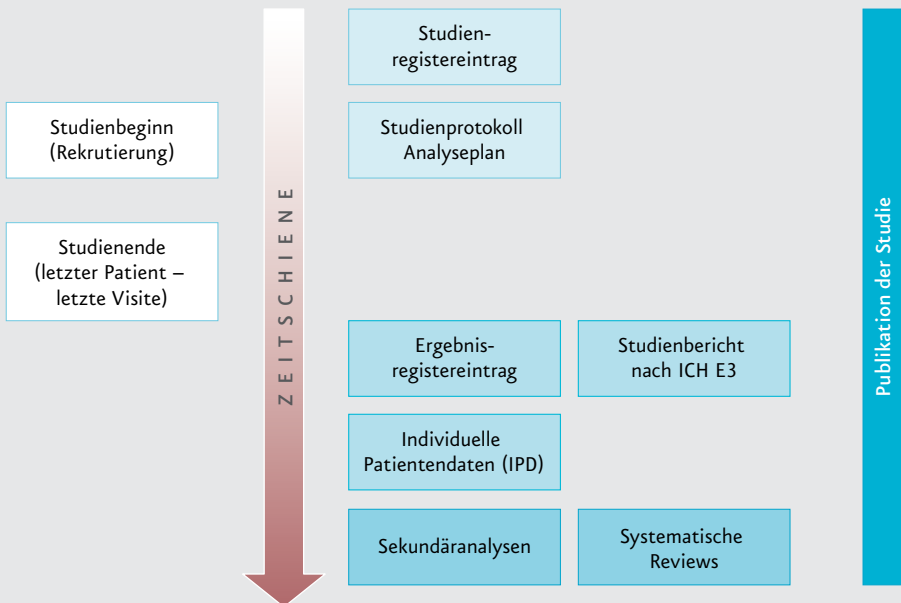 Studien-
registereintrag
Studienbeginn
(Rekrutierung)
Studienprotokoll
Analyseplan
Studienende
(letzter Patient –
letzte Visite)
ZEITSCHIENE
Ergebnis-
registereintrag
Studienbericht
nach ICH E3
Individuelle
Patientendaten (IPD)
Sekundäranalysen
Systematische
Reviews
Publikation der Studie